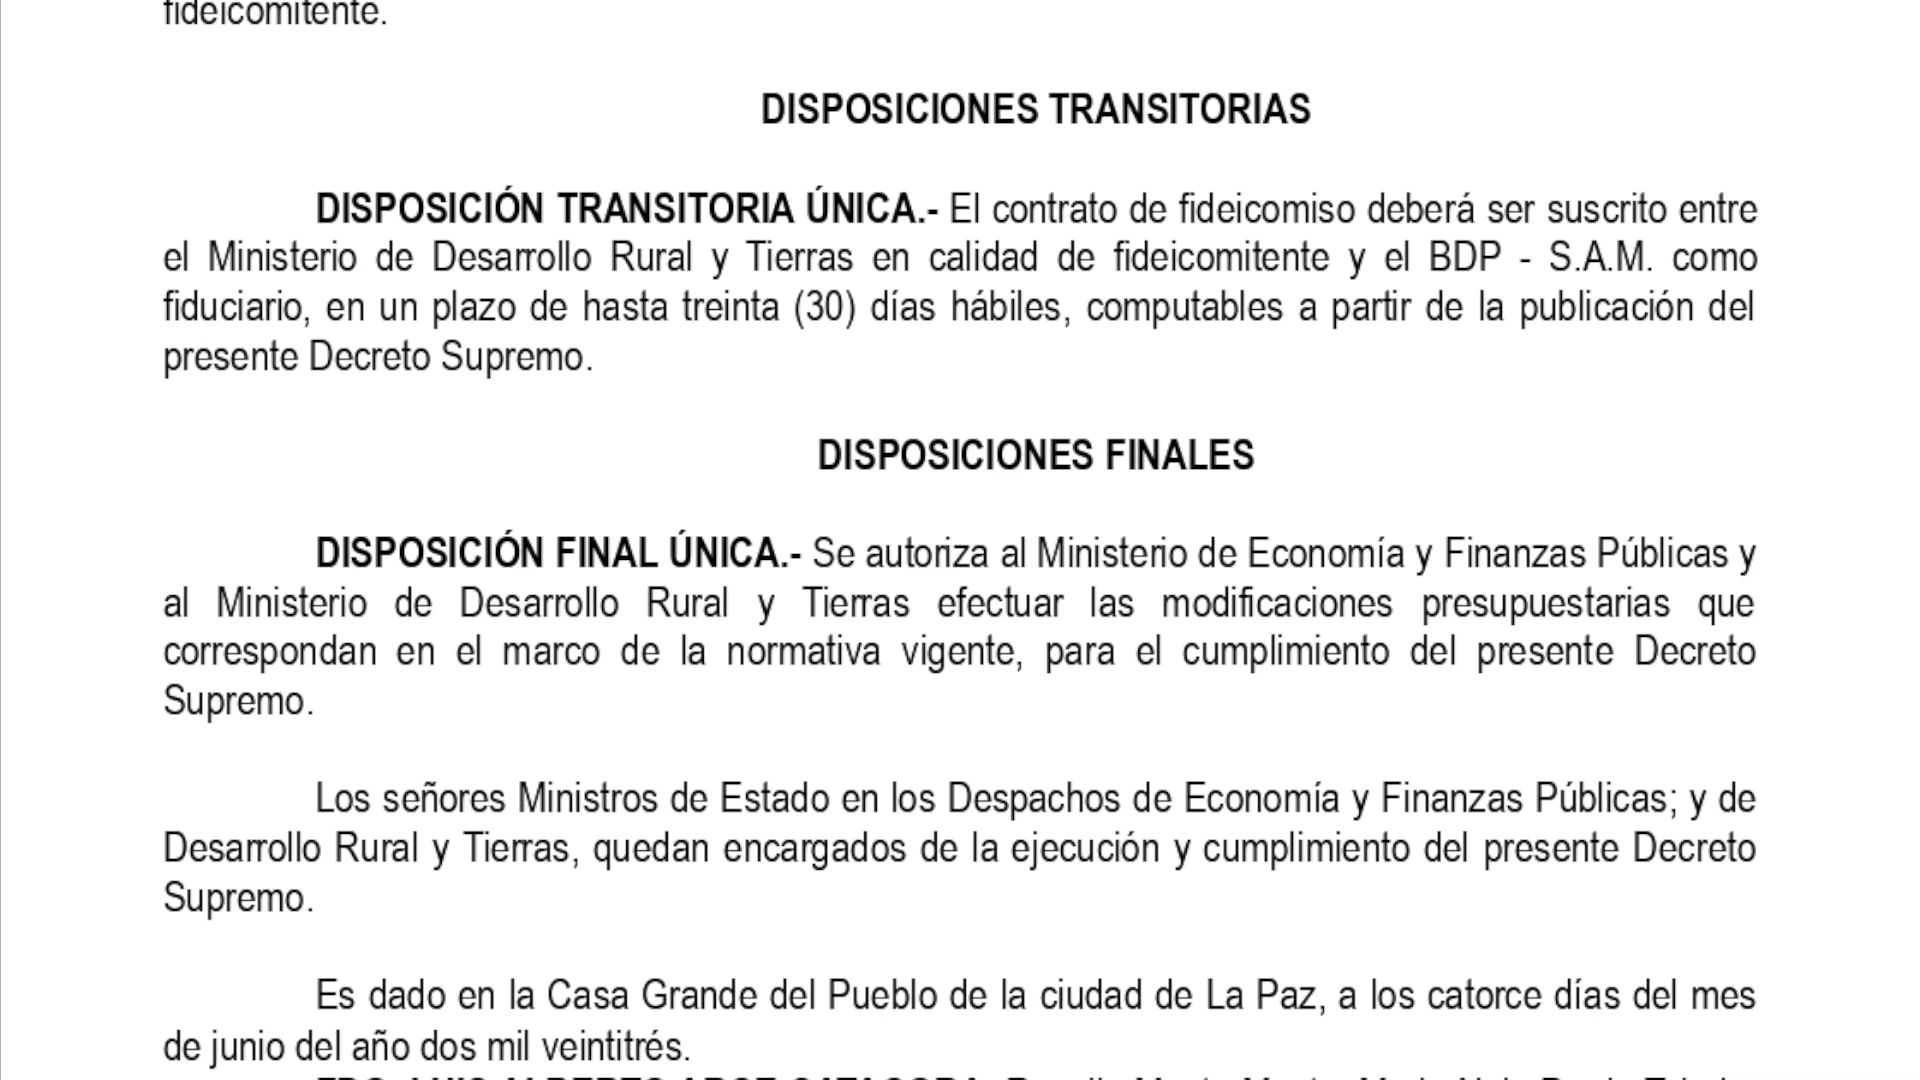 fideicomitente.
DISPOSICIONES TRANSITORIAS
DISPOSICIÓN TRANSITORIA ÚNICA.- El contrato de fideicomiso deberá ser suscrito entre
el Ministerio de Desarrollo Rural y Tierras en calidad de fideicomitente y el BDP - S.A.M. como
fiduciario, en un plazo de hasta treinta (30) días hábiles, computables a partir de la publicación del
presente Decreto Supremo.
DISPOSICIONES FINALES
DISPOSICIÓN FINAL ÚNICA.- Se autoriza al Ministerio de Economía y Finanzas Públicas y
al Ministerio de Desarrollo Rural y Tierras efectuar las modificaciones presupuestarias que
correspondan en el marco de la normativa vigente, para el cumplimiento del presente Decreto
Supremo.
Los señores Ministros de Estado en los Despachos de Economía y Finanzas Públicas; y de
Desarrollo Rural y Tierras, quedan encargados de la ejecución y cumplimiento del presente Decreto
Supremo.
Es dado en la Casa Grande del Pueblo de la ciudad de La Paz, a los catorce días del mes
de junio del año dos mil veintitrés.